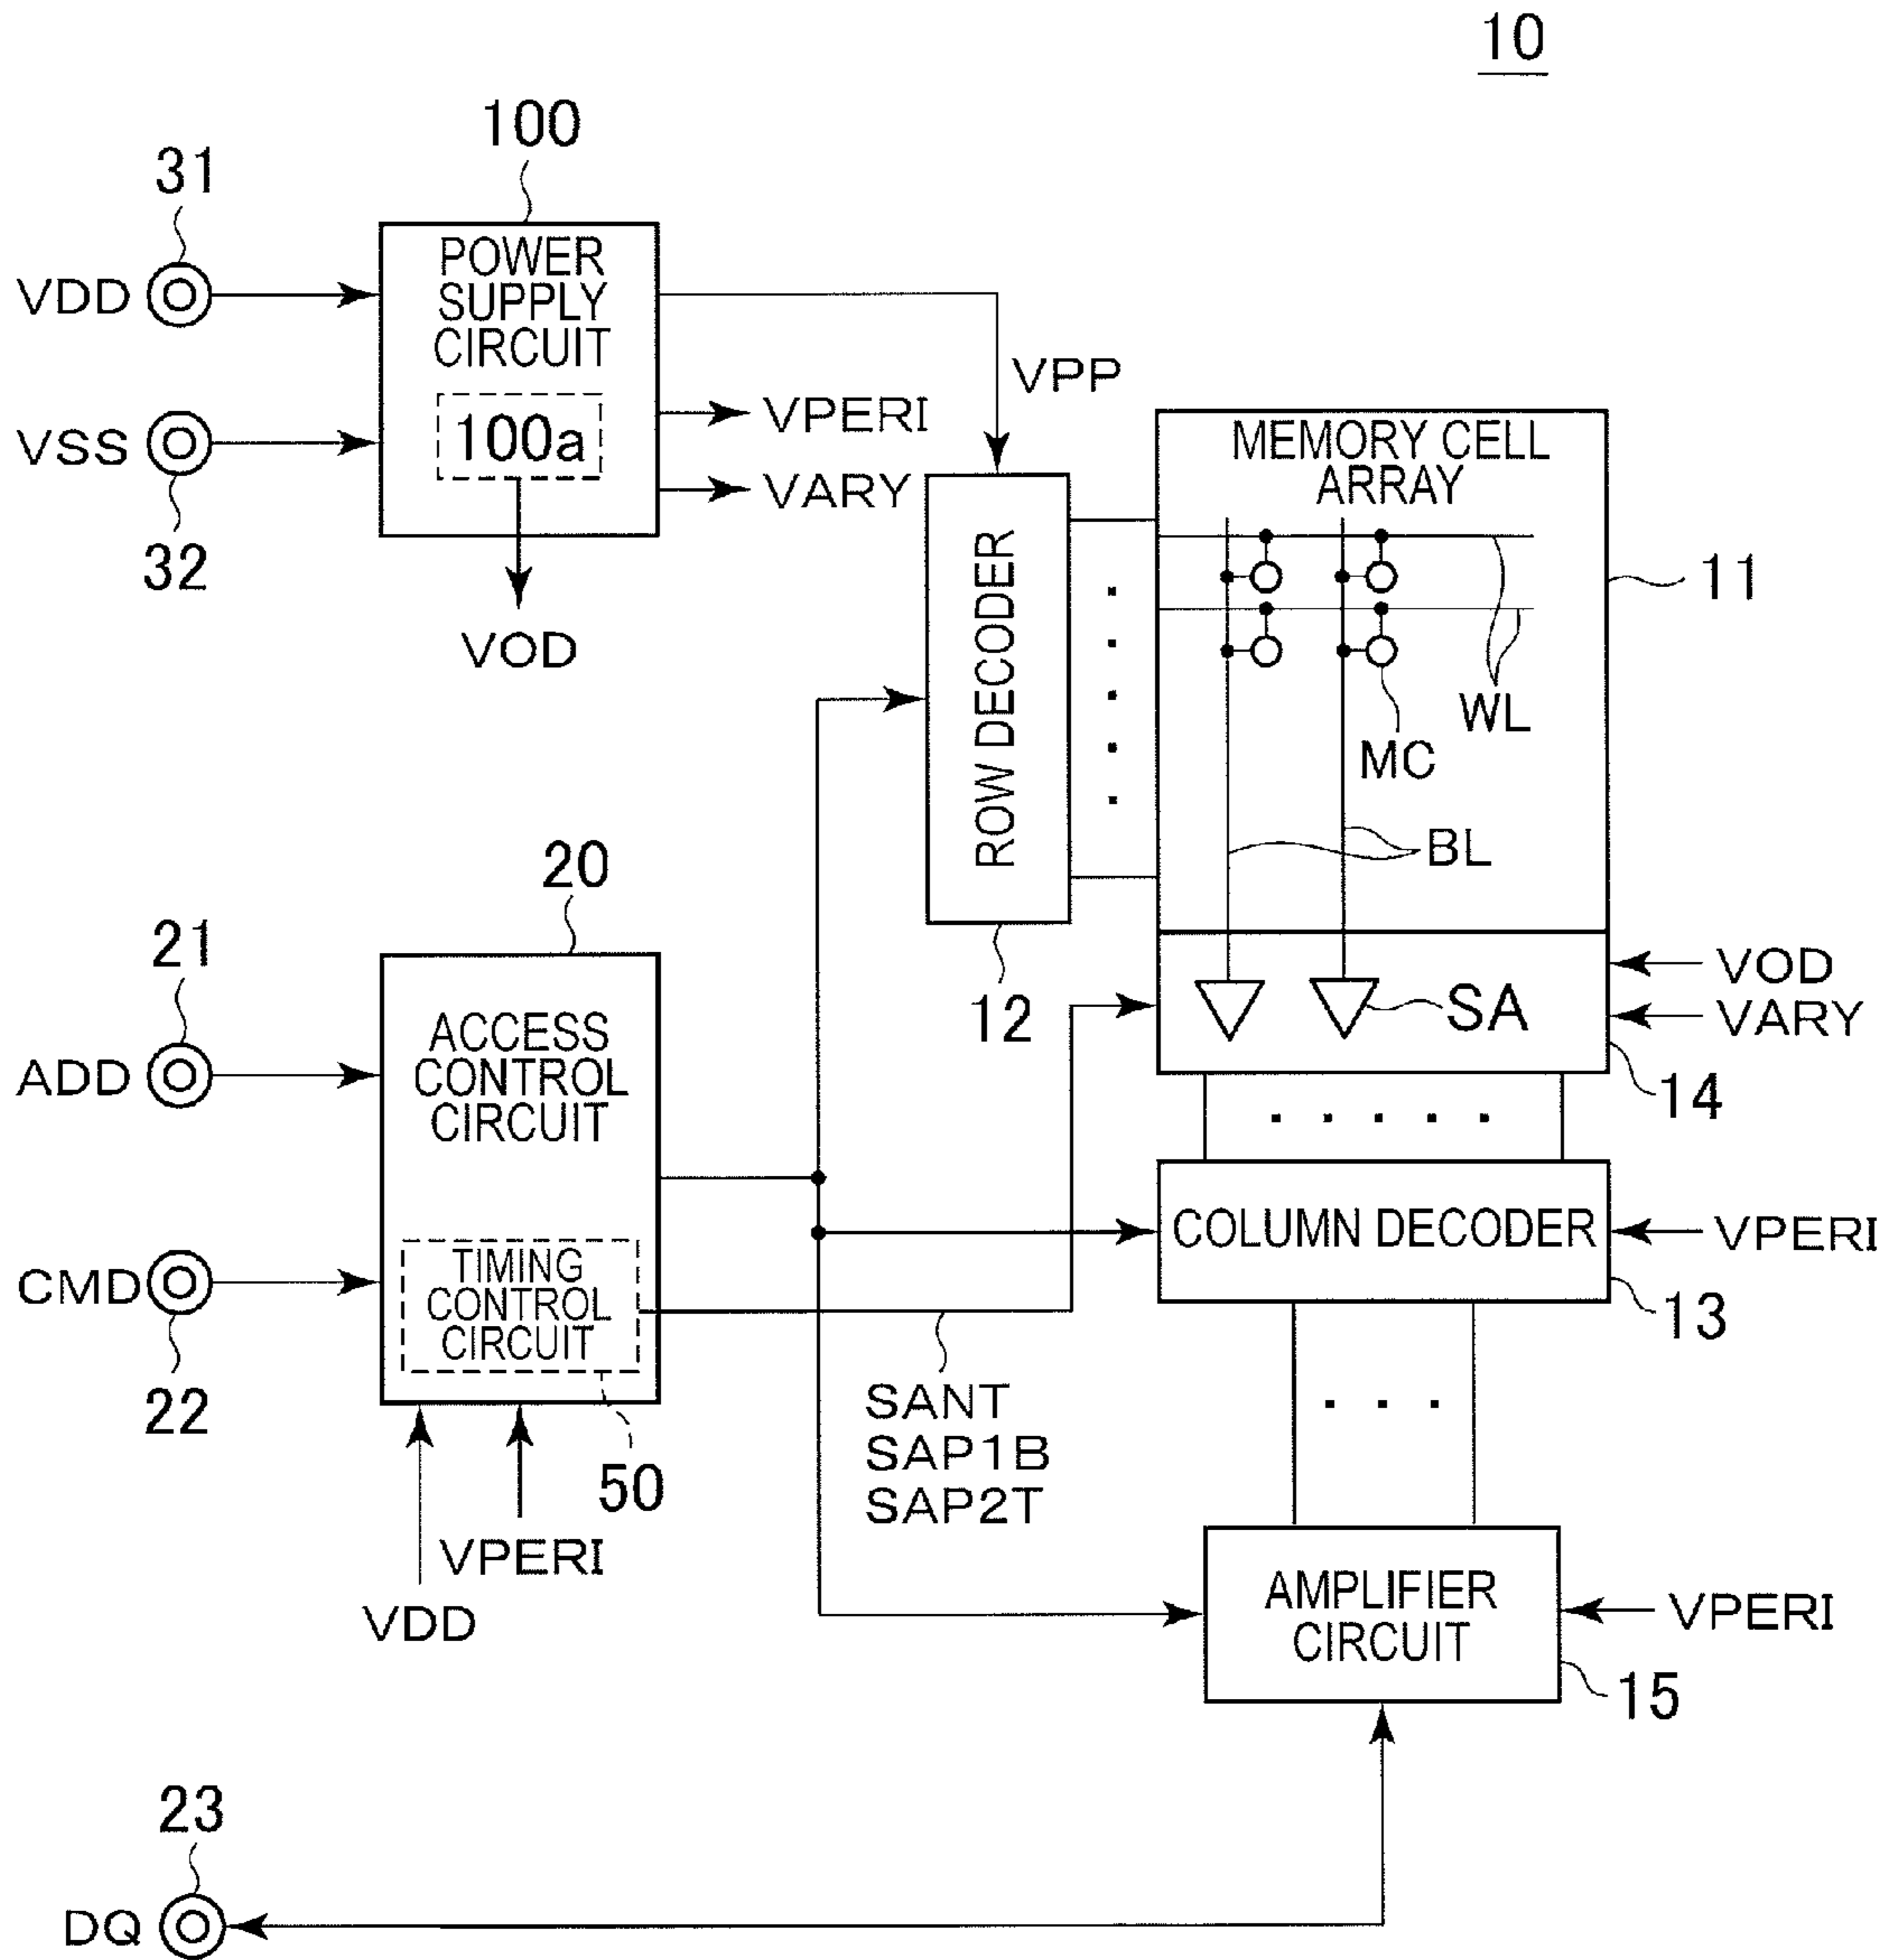 10
100
31
VDD
POWER
SUPPLY
CIRCUIT
VPP
VPERI
100a
VSS
VARY
32
VOD
MEMORY CELL
ARRAY
11
ROW DECODER
WL
MC
BL
12
20
21
ACCESS
CONTROL
CIRCUIT
ADD
VOD
SA
VARY
14
COLUMN DECODER
VPERI
13
CMD
22
TIMING
CONTROL
CIRCUIT
50
VPERI
VDD
SANT
SAP1B
SAP2T
AMPLIFIER
CIRCUIT
VPERI
15
23
DQ